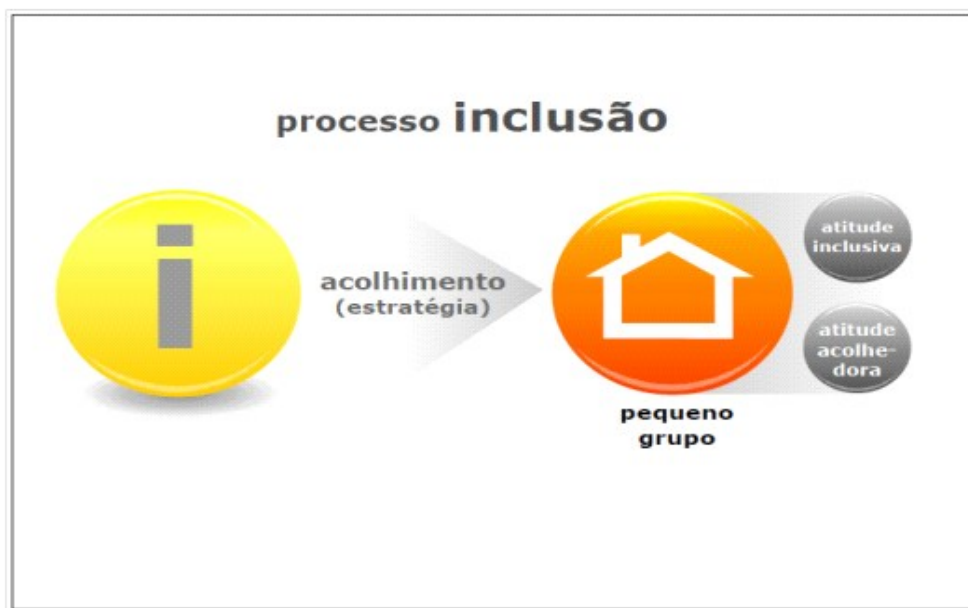 processo inclusão
i
acolhimento
(estratégia)
pequeno
grupo
atitude
inclusiva
atitude
acolhe-
dora